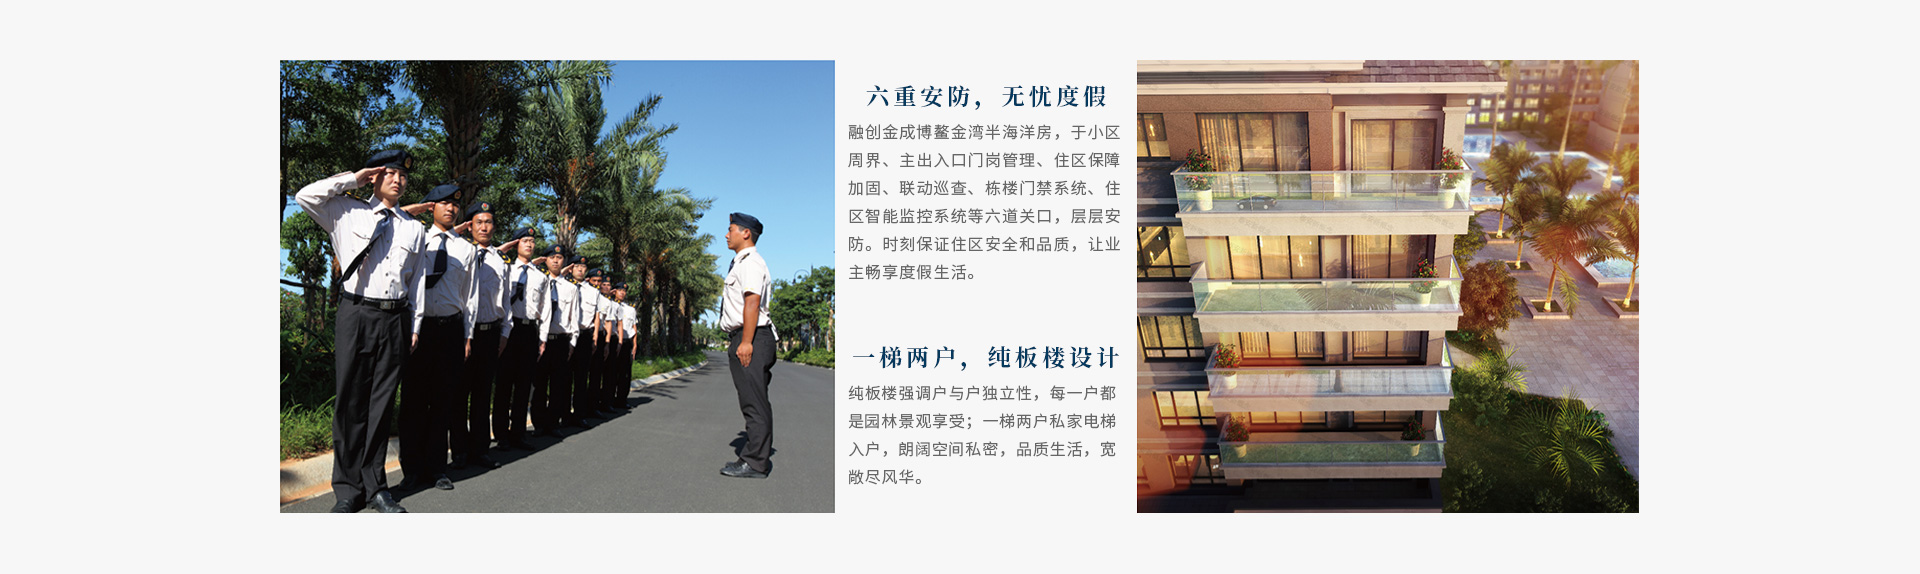 六重安防，无忧度假
融创金成博鳌金湾半海洋房，于小区
周界、主出入口门岗管理、住区保障
加固、联动巡查、栋楼门禁系统、住
区智能监控系统等六道关口，层层安
防。时刻保证住区安全和品质，让业
主畅享度假生活。
一梯两户，纯板楼设计
纯板楼强调户与户独立性，每一户都
是园林景观享受；一梯两户私家电梯
入户，朗阔空间私密，品质生活，宽
敞尽风华。